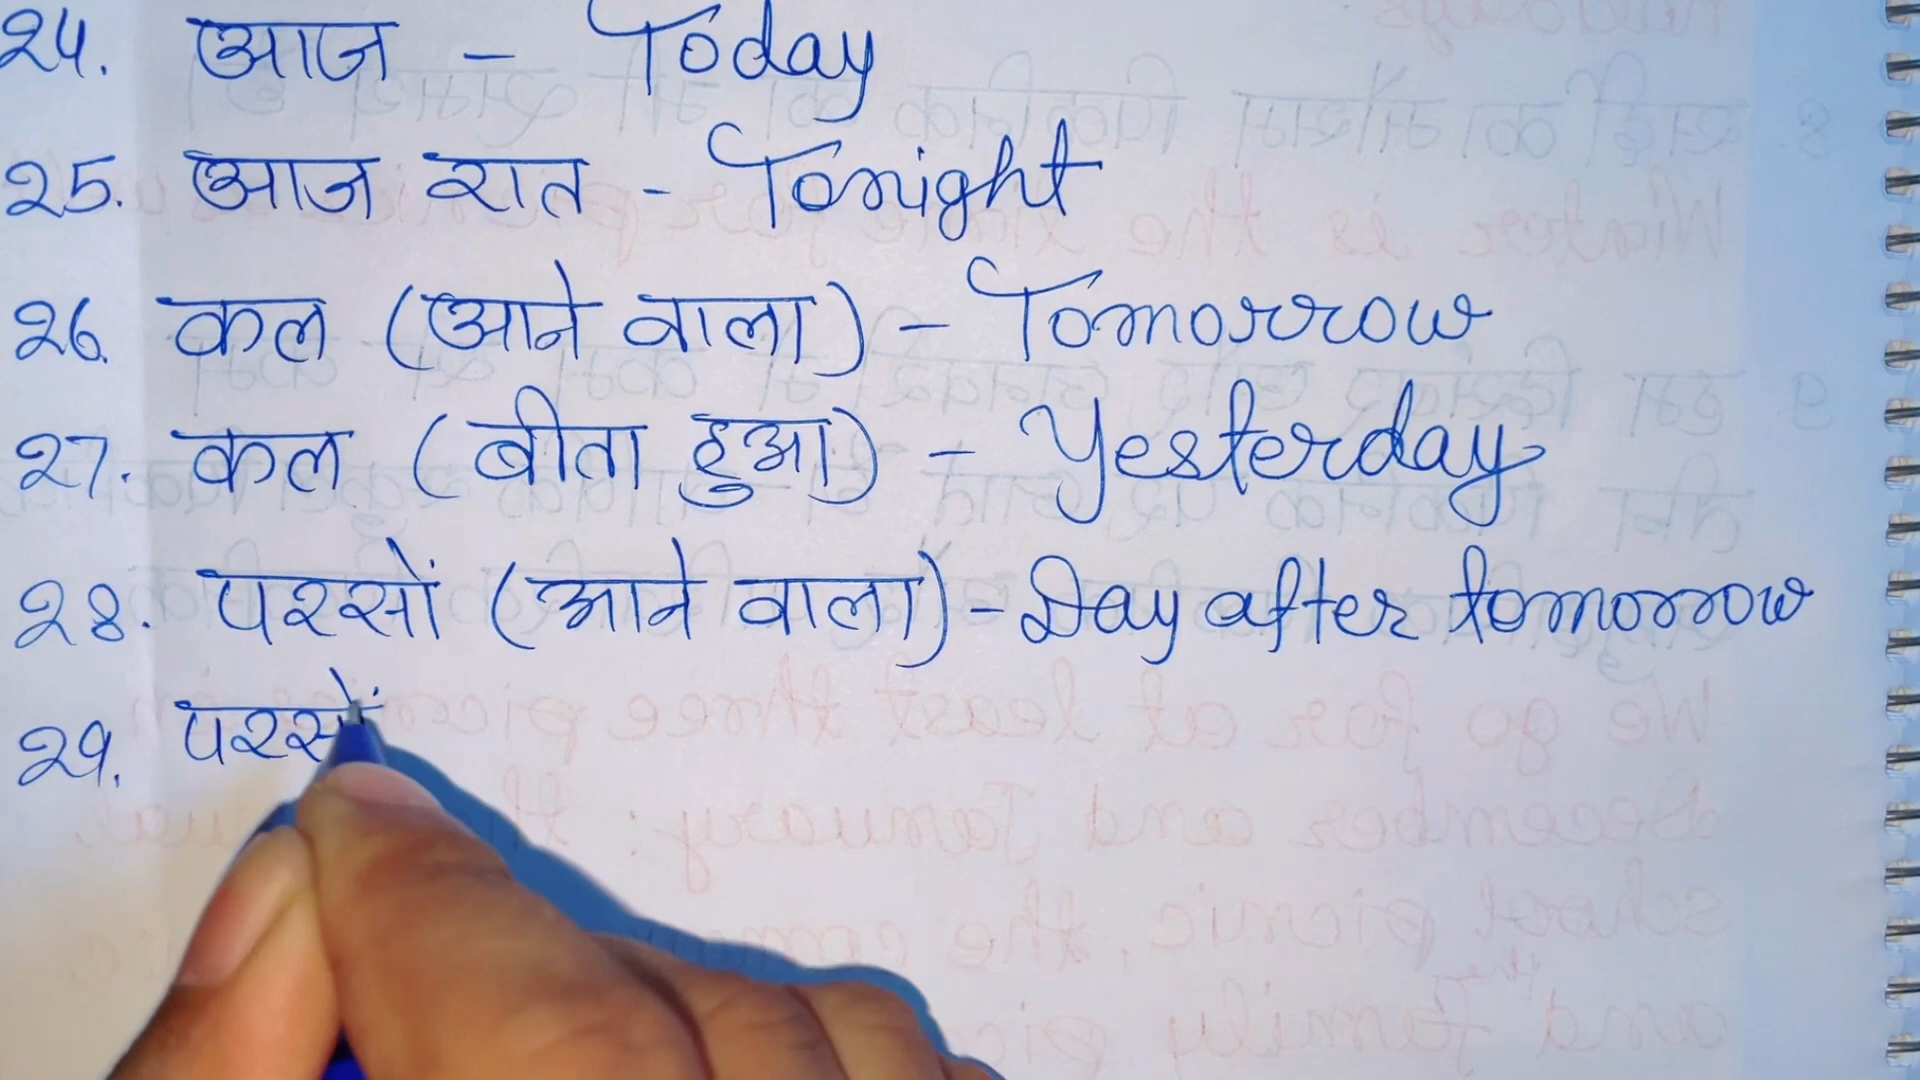 24. आज - Today
25. आज रात - Tonight
26. कल (आने वाला) - Tomorrow
27. कल (बीता हुआ) - Yesterday
28. परसों (आने वाला) - Day after tomorrow
29. परसों